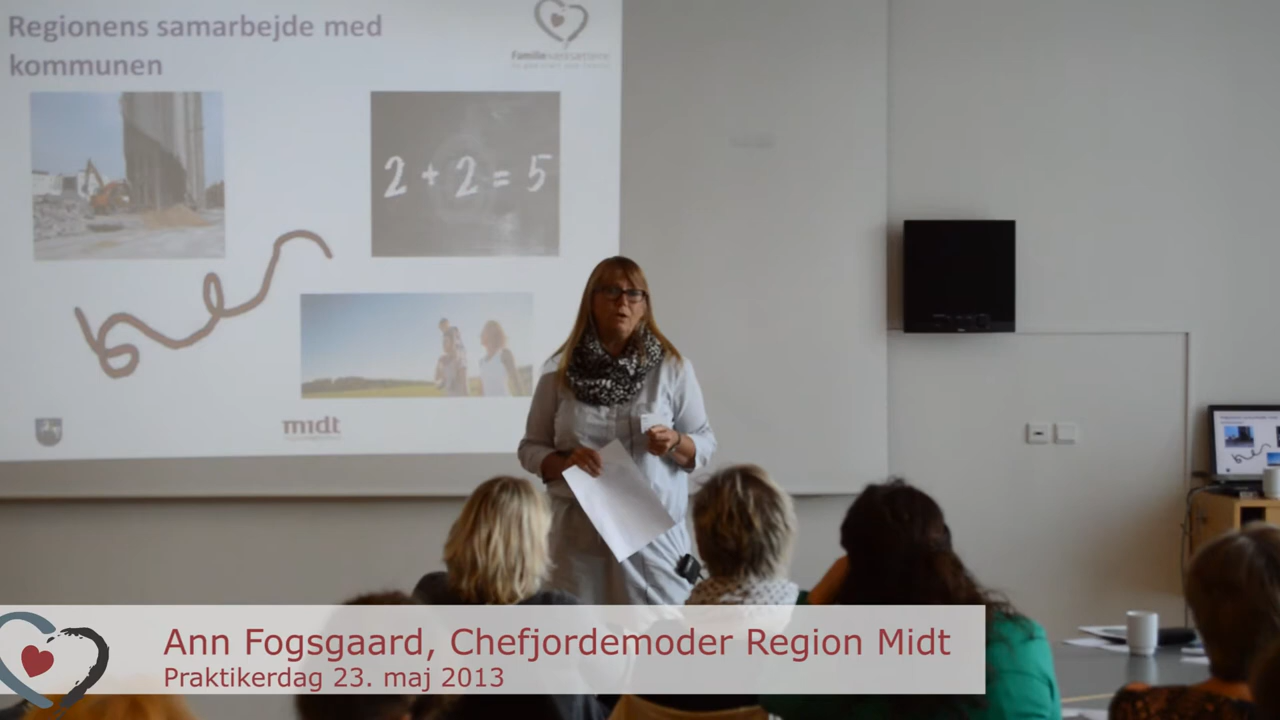 Regionens samarbejde med
kommunen
2 + 2 = 5
midt
Ann Fogsgaard, Chefjordemoder Region Midt
Praktikerdag 23. maj 2013